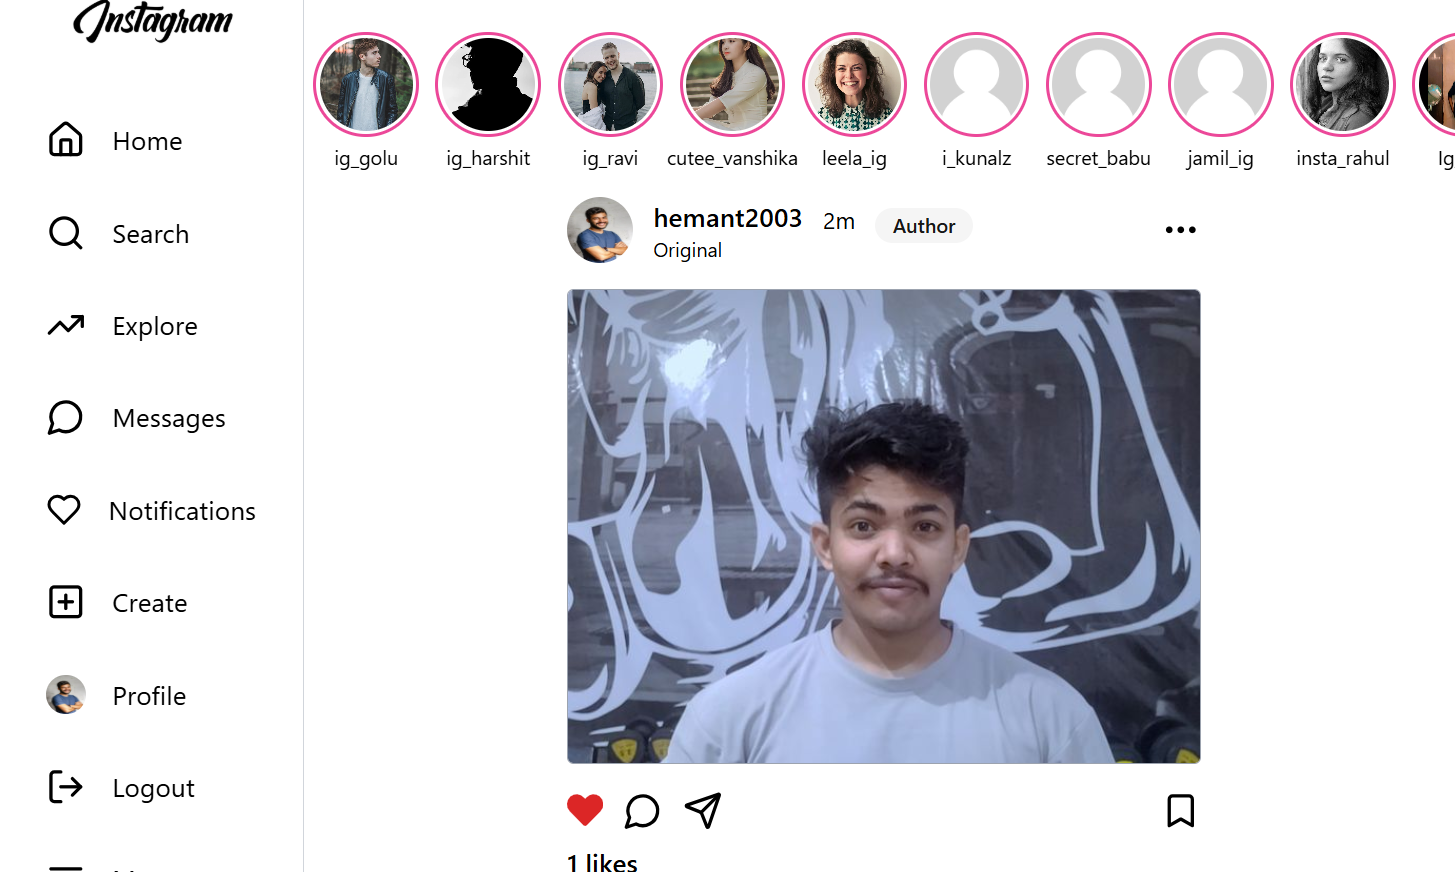 Instagram
Home
Search
Explore
Messages
Notifications
Create
Profile
Logout
ig_golu
ig_harshit
ig_ravi
cutee_vanshika
leela_ig
i_kunalz
secret_babu
jamil_ig
insta_rahul
Ig
hemant2003 2m Author
Original
1 likes